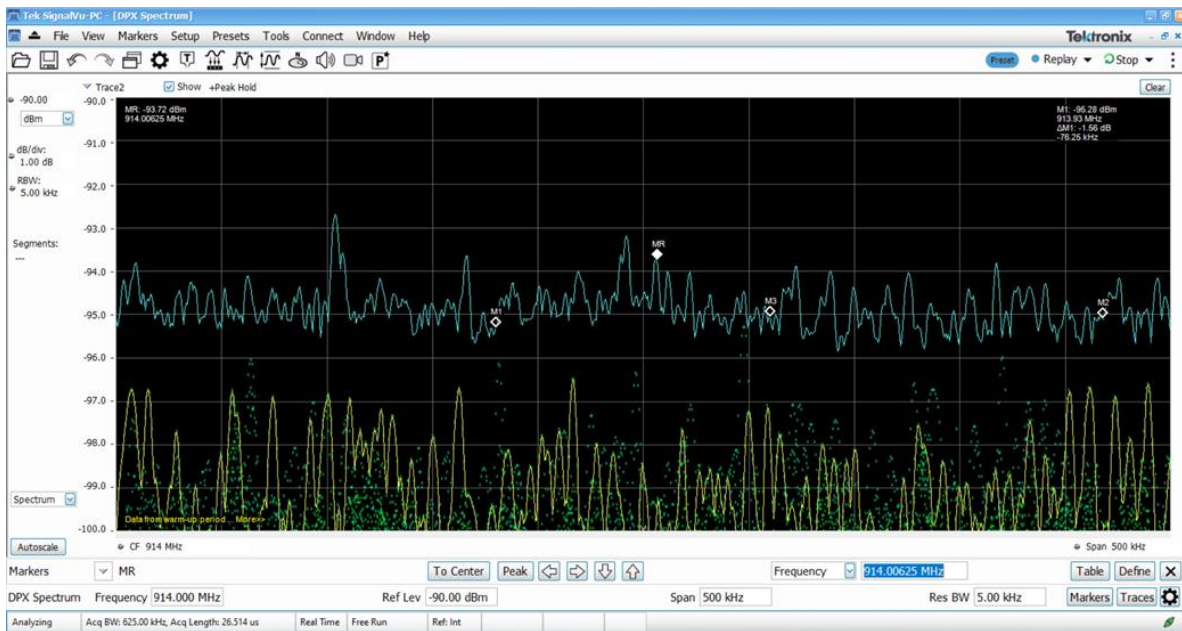 Tek SignalVu-PC - [DPX Spectrum]
File View Markers Setup Presets Tools Connect Window Help
Tektronix
Preset Replay Stop
Trace2 Show +Peak Hold Clear
-90.00
dBm
dB/div:
1.00 dB
RBW:
5.00 kHz
Segments:
---
Spectrum
Autoscale
-90.0
-91.0
-92.0
-93.0
-94.0
-95.0
-96.0
-97.0
-98.0
-99.0
-100.0
MR: -93.72 dBm
914.00625 MHz
M1: -95.28 dBm
913.93 MHz
ΔM1: -1.56 dB
-76.25 kHz
MR
M1
M3
M2
Data from warm-up period... More>>
CF 914 MHz Span 500 kHz
Markers MR To Center Peak Frequency 914.00625 MHz Table Define X
DPX Spectrum Frequency 914.000 MHz Ref Lev -90.00 dBm Span 500 kHz Res BW 5.00 kHz Markers Traces
Analyzing Acq BW: 625.00 kHz, Acq Length: 26.514 us Real Time Free Run Ref: Int